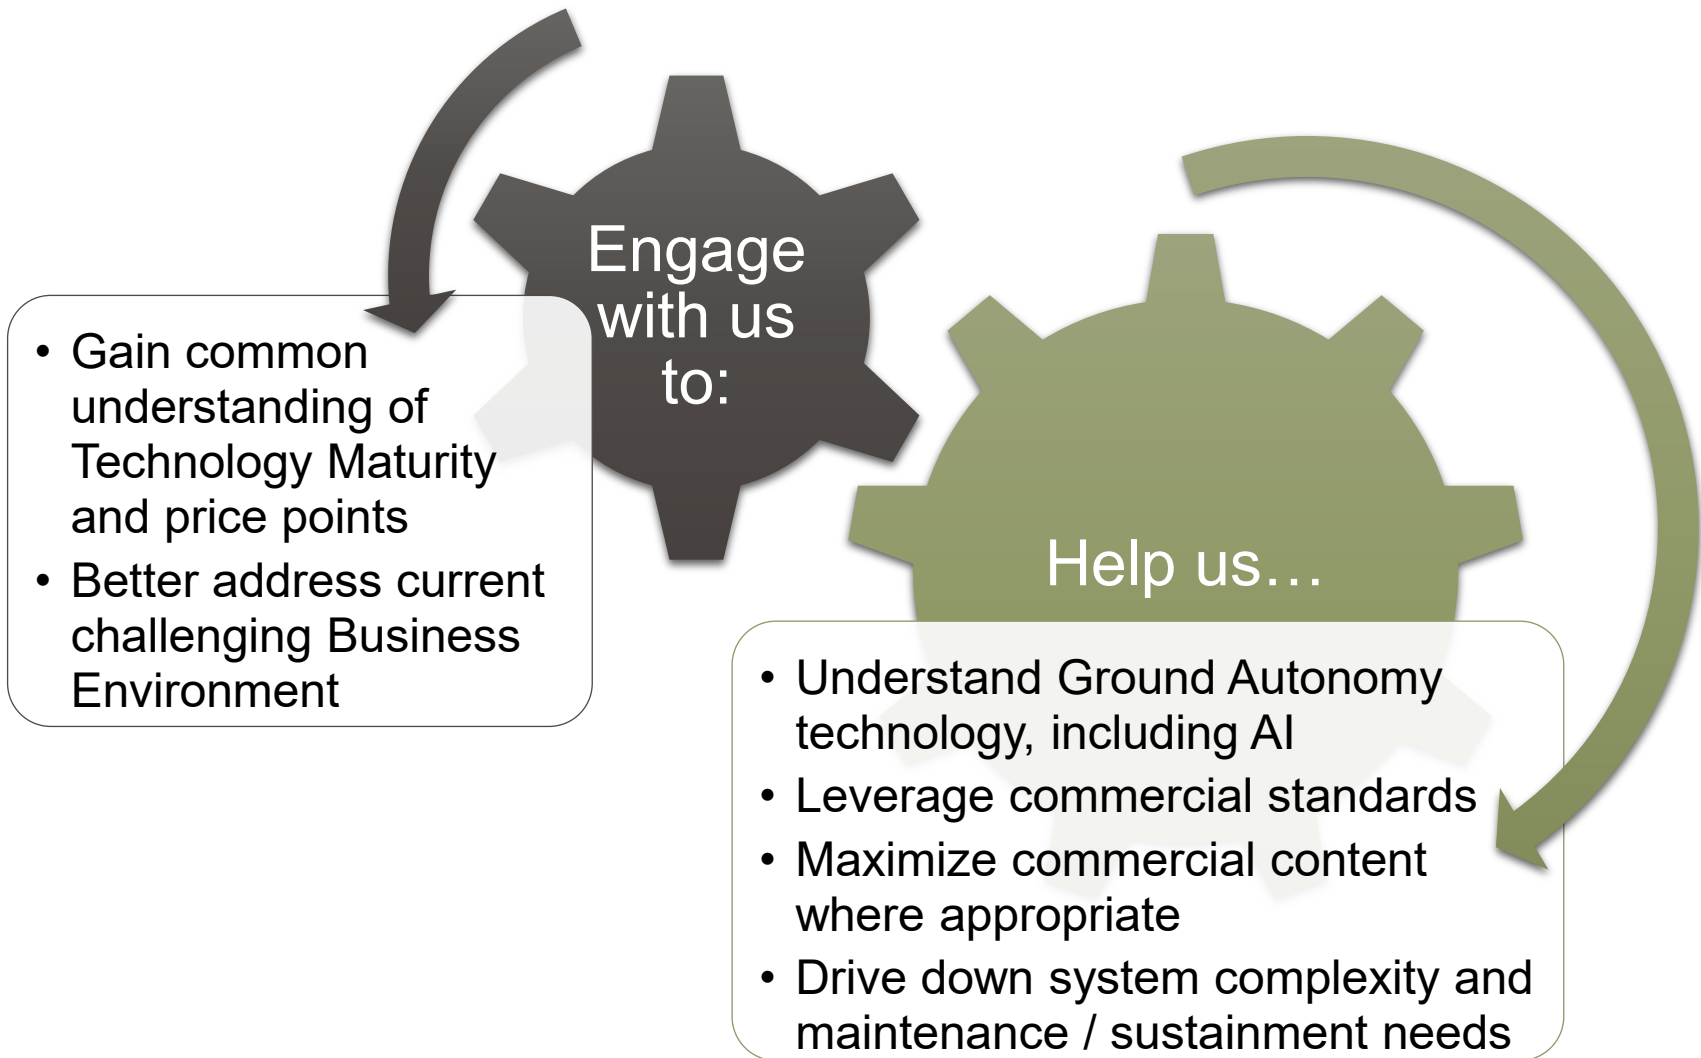 Engage
with us
to:
• Gain common
understanding of
Technology Maturity
and price points
• Better address current
challenging Business
Environment
Help us…
• Understand Ground Autonomy
technology, including AI
• Leverage commercial standards
• Maximize commercial content
where appropriate
• Drive down system complexity and
maintenance / sustainment needs